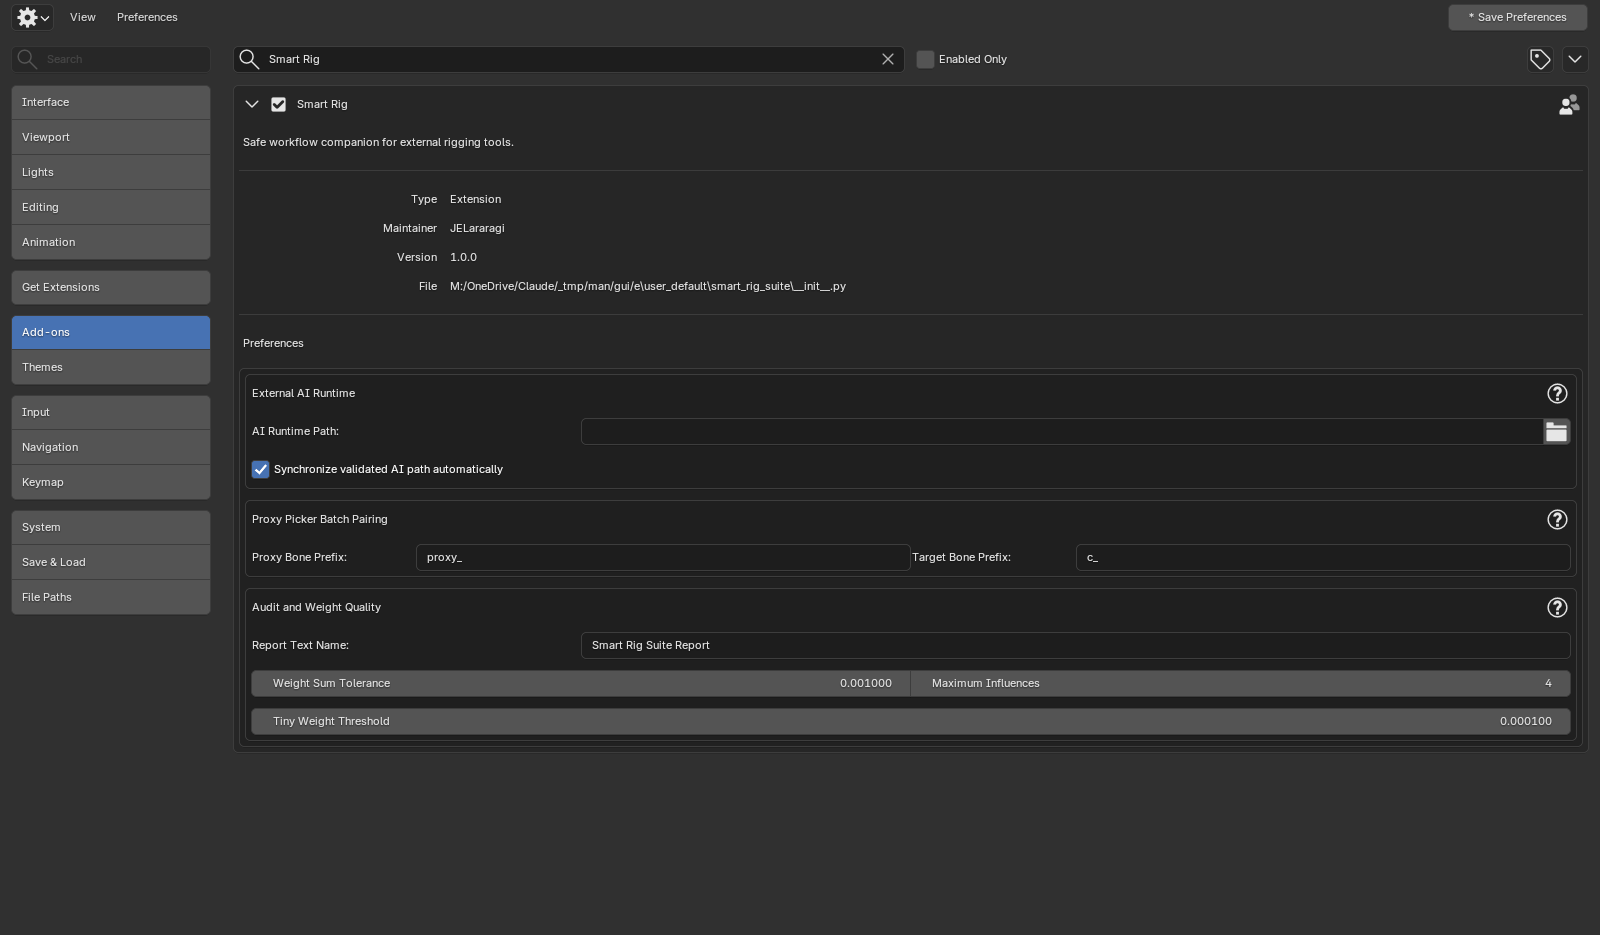 View Preferences * Save Preferences
Search Smart Rig Enabled Only
Interface
Viewport
Lights
Editing
Animation
Get Extensions
Add-ons
Themes
Input
Navigation
Keymap
System
Save & Load
File Paths
Smart Rig
Safe workflow companion for external rigging tools.
Type Extension
Maintainer JELararagi
Version 1.0.0
File M:/OneDrive/Claude/_tmp/man/gui/e\user_default\smart_rig_suite\__init__.py
Preferences
External AI Runtime
AI Runtime Path:
Synchronize validated AI path automatically
Proxy Picker Batch Pairing
Proxy Bone Prefix: proxy_ Target Bone Prefix: c_
Audit and Weight Quality
Report Text Name: Smart Rig Suite Report
Weight Sum Tolerance 0.001000 Maximum Influences 4
Tiny Weight Threshold 0.000100